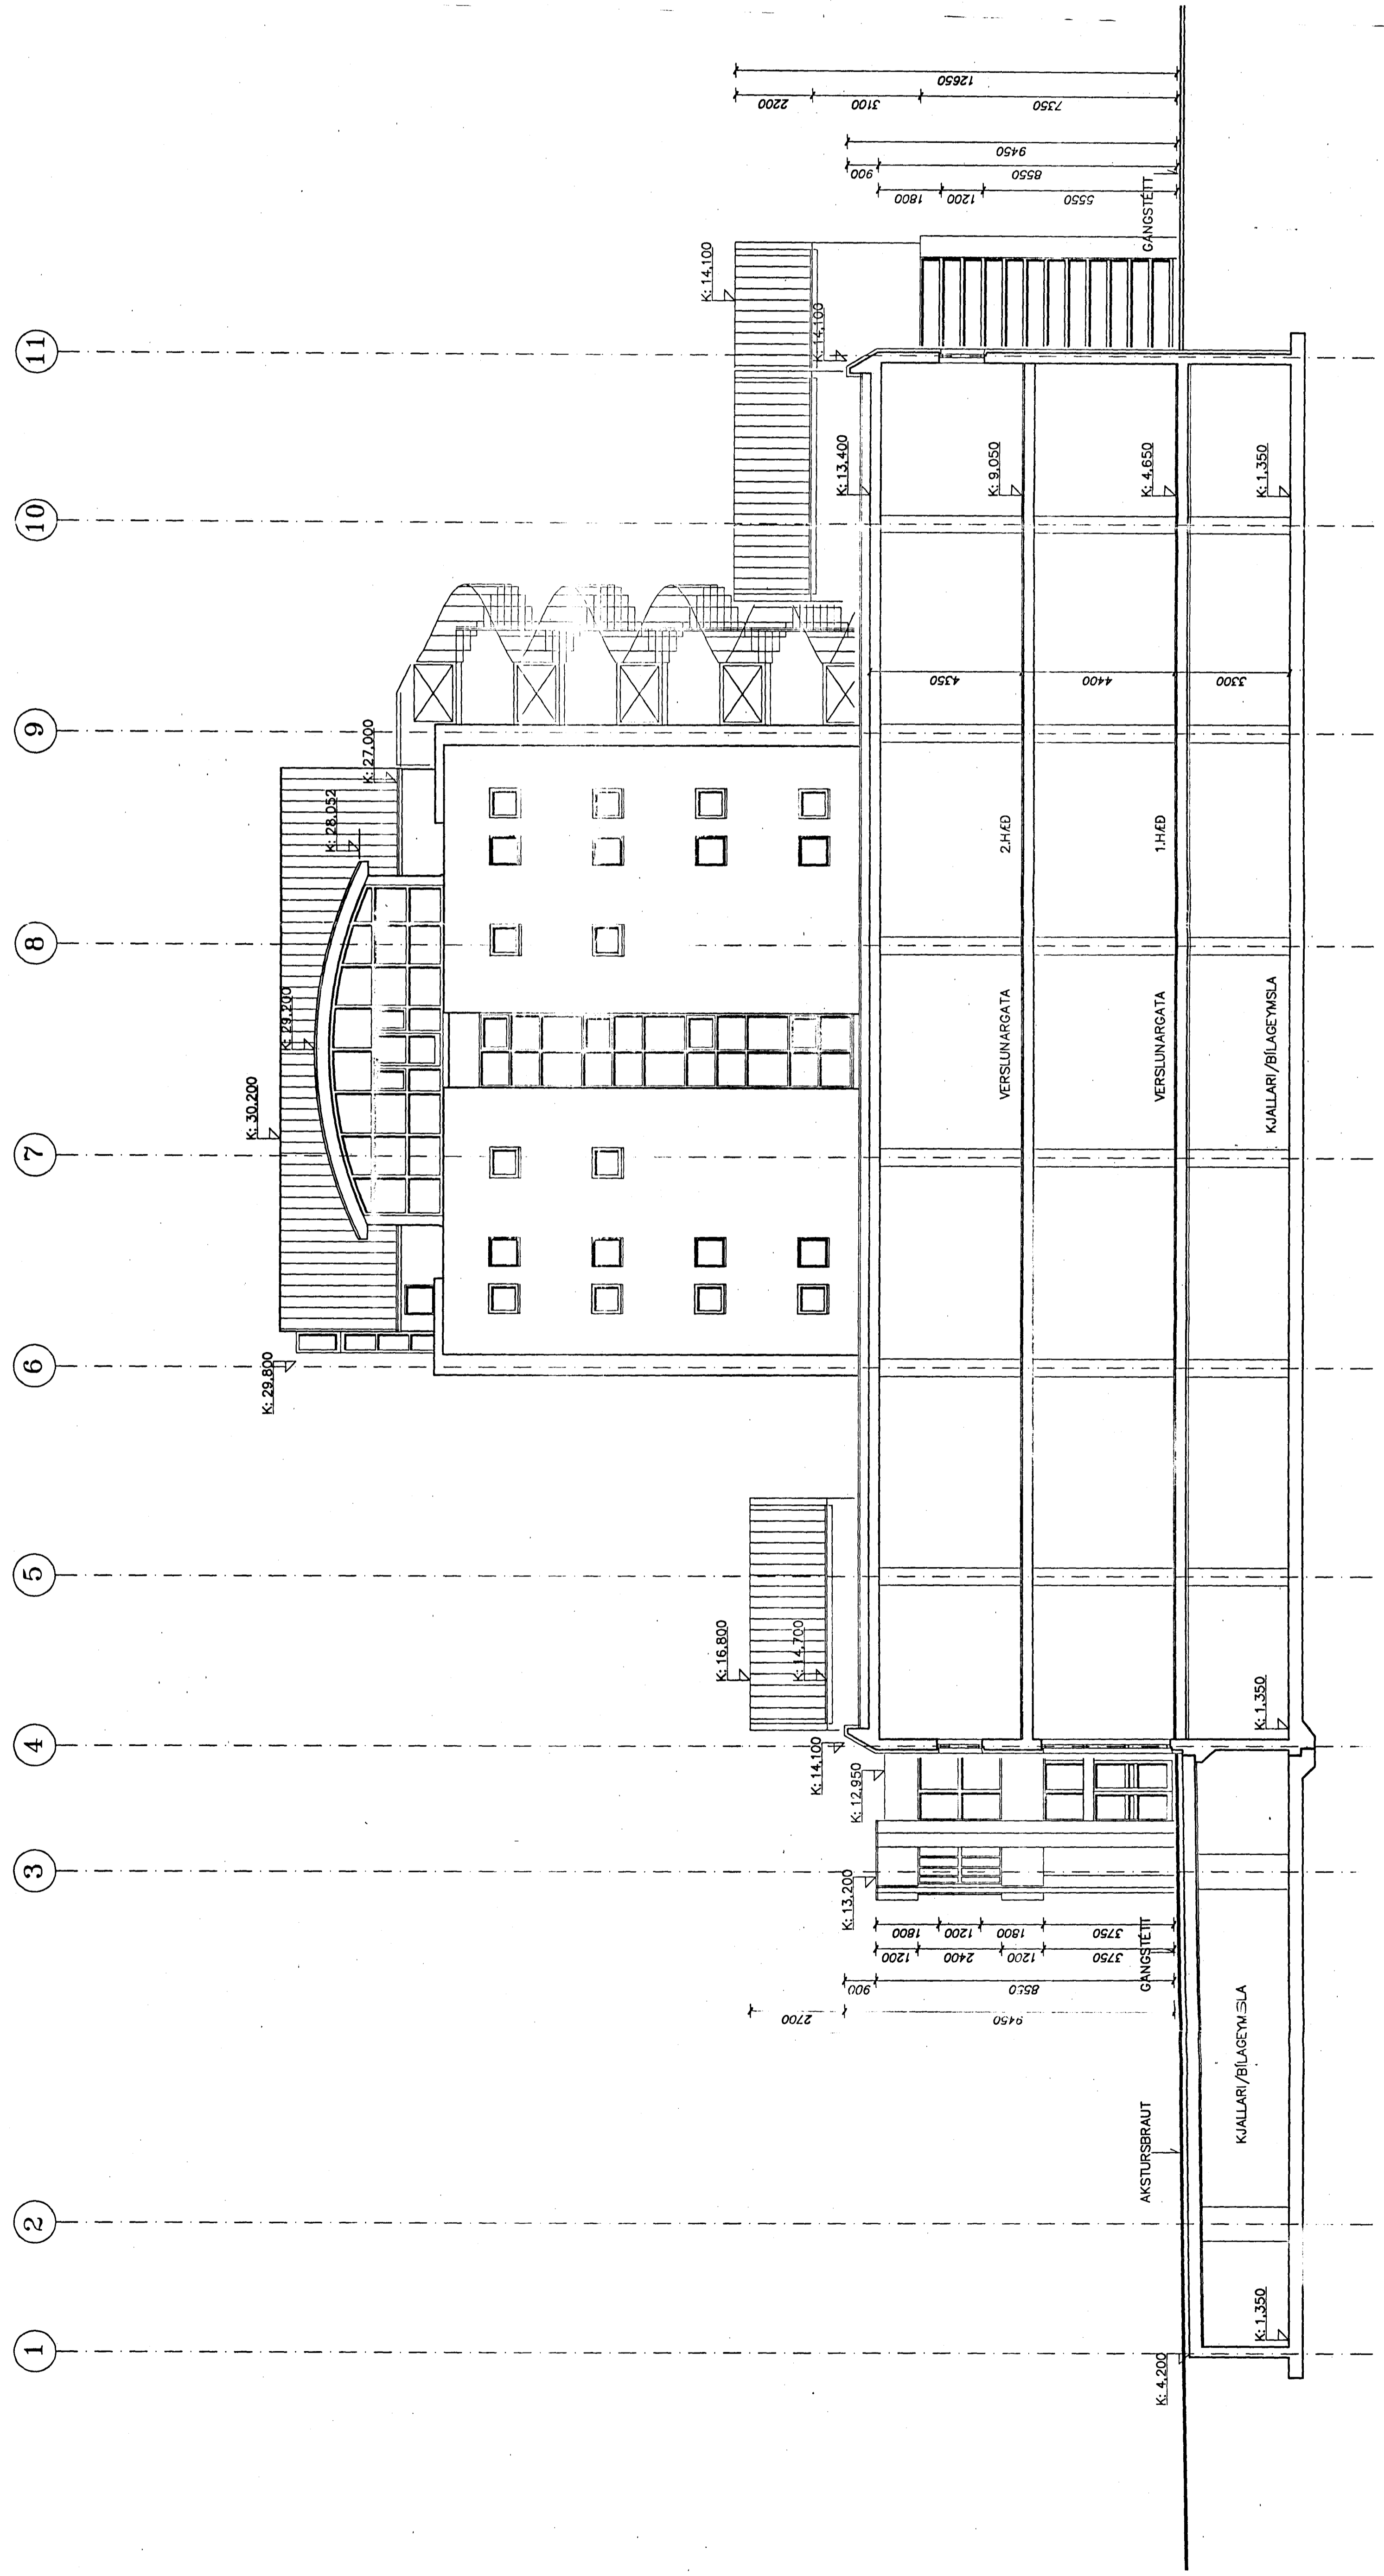 1
2
3
4
5
6
7
8
9
10
11
K: 30.200
K: 29.800
K: 29.200
K: 28.052
K: 27.000
K: 16.800
K: 14.700
K: 14.100
K: 12.950
K: 13.200
K: 14.100
K: 14.100
K: 13.400
K: 9.050
K: 4.650
K: 1.350
K: 1.350
K: 1.350
K: 4.200
VERSLUNARGATA
2.HÆÐ
VERSLUNARGATA
1.HÆÐ
KJALLARI/BÍLAGEYMSLA
KJALLARI/BÍLAGEYMSLA
AKSTURSBRAUT
GANGSTÉTT
GANGSTÉTT
2700
9450
900
1200
2400
1200
3750
1800
1200
1800
3750
4350
4400
3300
1800
1200
5550
900
8550
9450
2200
3100
7350
12650